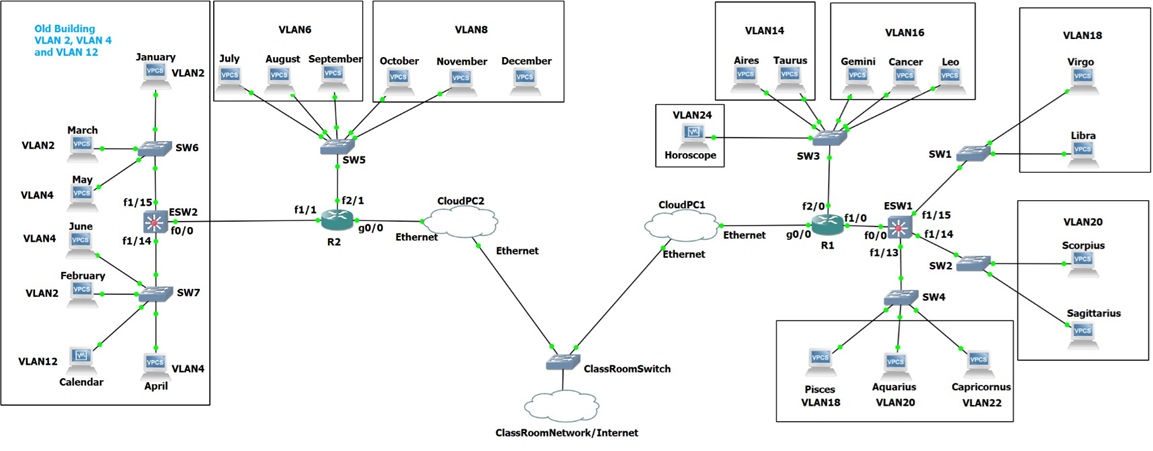 Old Building
VLAN 2, VLAN 4
and VLAN 12
January
VPCS
VLAN2
March
VLAN2
VPCS
SW6
May
VLAN4
VPCS
f1/15
ESW2
f0/0
f1/14
June
VLAN4
VPCS
February
VLAN2
VPCS
SW7
VLAN12
Calendar
VPCS
VLAN4
April
VLAN6
July
VPCS
August
VPCS
September
VPCS
VLAN8
October
VPCS
November
VPCS
December
VPCS
SW5
f2/1
f1/1
R2
g0/0
CloudPC2
Ethernet
Ethernet
CloudPC1
Ethernet
Ethernet
ClassRoomSwitch
ClassRoomNetwork/Internet
VLAN14
Aires
VPCS
Taurus
VPCS
VLAN16
Gemini
VPCS
Cancer
VPCS
Leo
VPCS
VLAN24
Horoscope
SW3
f2/0
f1/0
g0/0
R1
ESW1
f0/0
f1/15
f1/14
f1/13
VLAN18
Virgo
VPCS
Libra
VPCS
SW1
VLAN20
Scorpius
VPCS
Sagittarius
VPCS
SW2
SW4
VPCS
Pisces
VLAN18
VPCS
Aquarius
VLAN20
VPCS
Capricornus
VLAN22